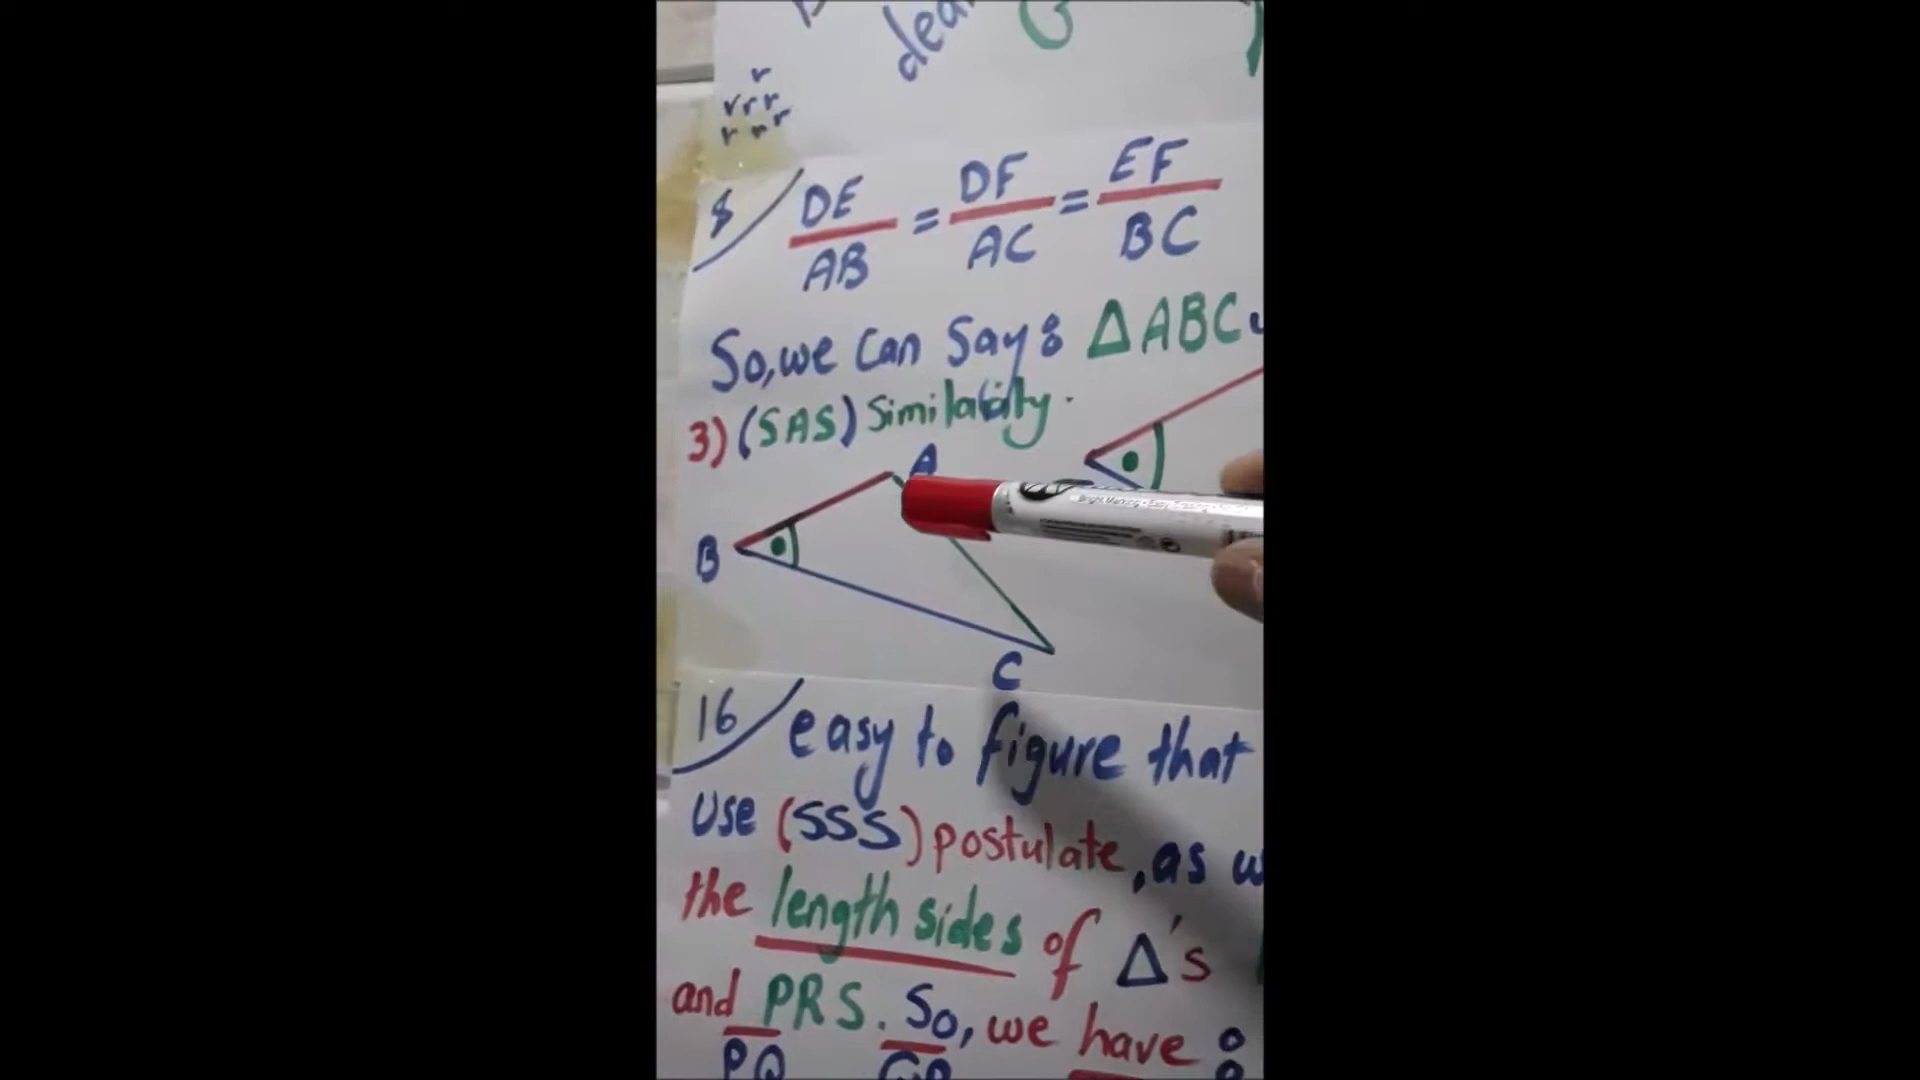 r
r r r
r r r
8/ DE/AB = DF/AC = EF/BC
So, we can say: ΔABC
3) (SAS) Similarity.
A
B
C
16/ easy to figure that
use (SSS) postulate, as
the length sides of Δ's
and PRS. So, we have:
PQ